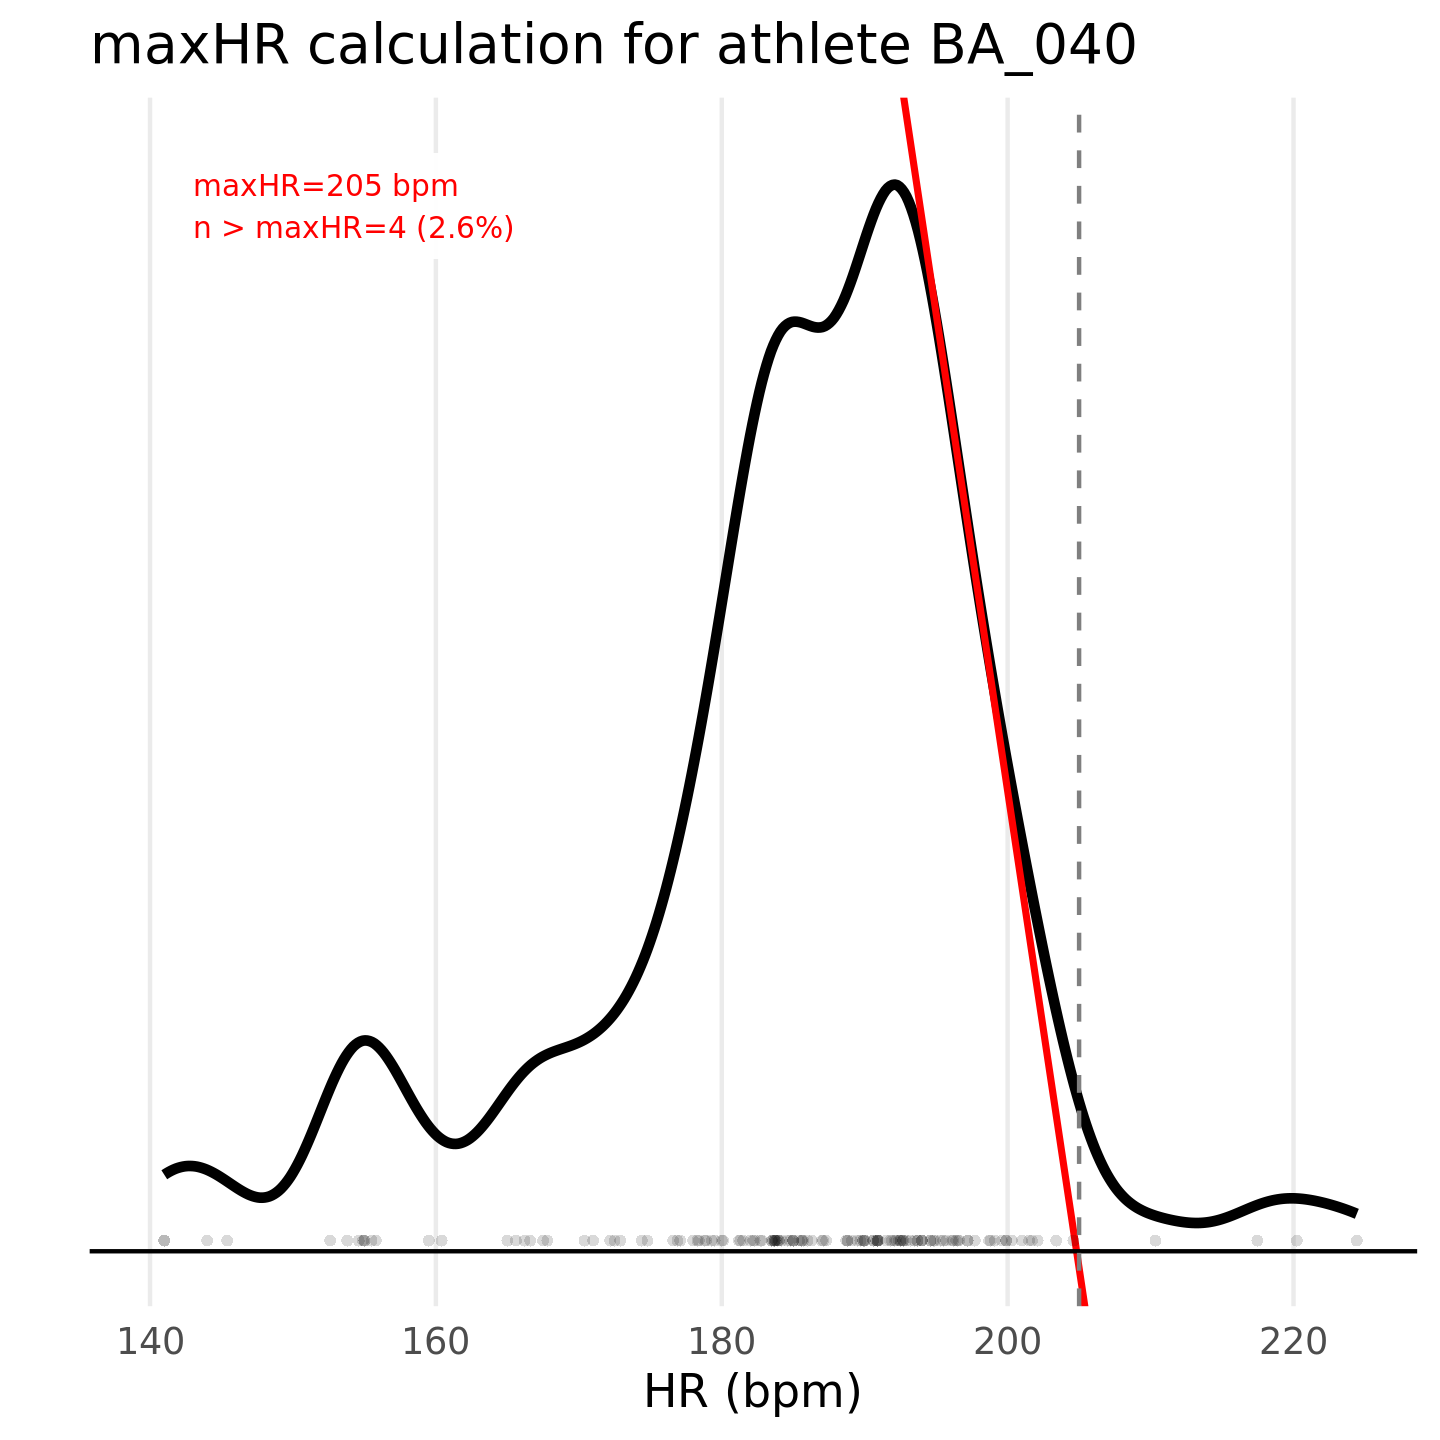 maxHR calculation for athlete BA_040
maxHR=205 bpm
n > maxHR=4 (2.6%)
140 160 180 200 220
HR (bpm)